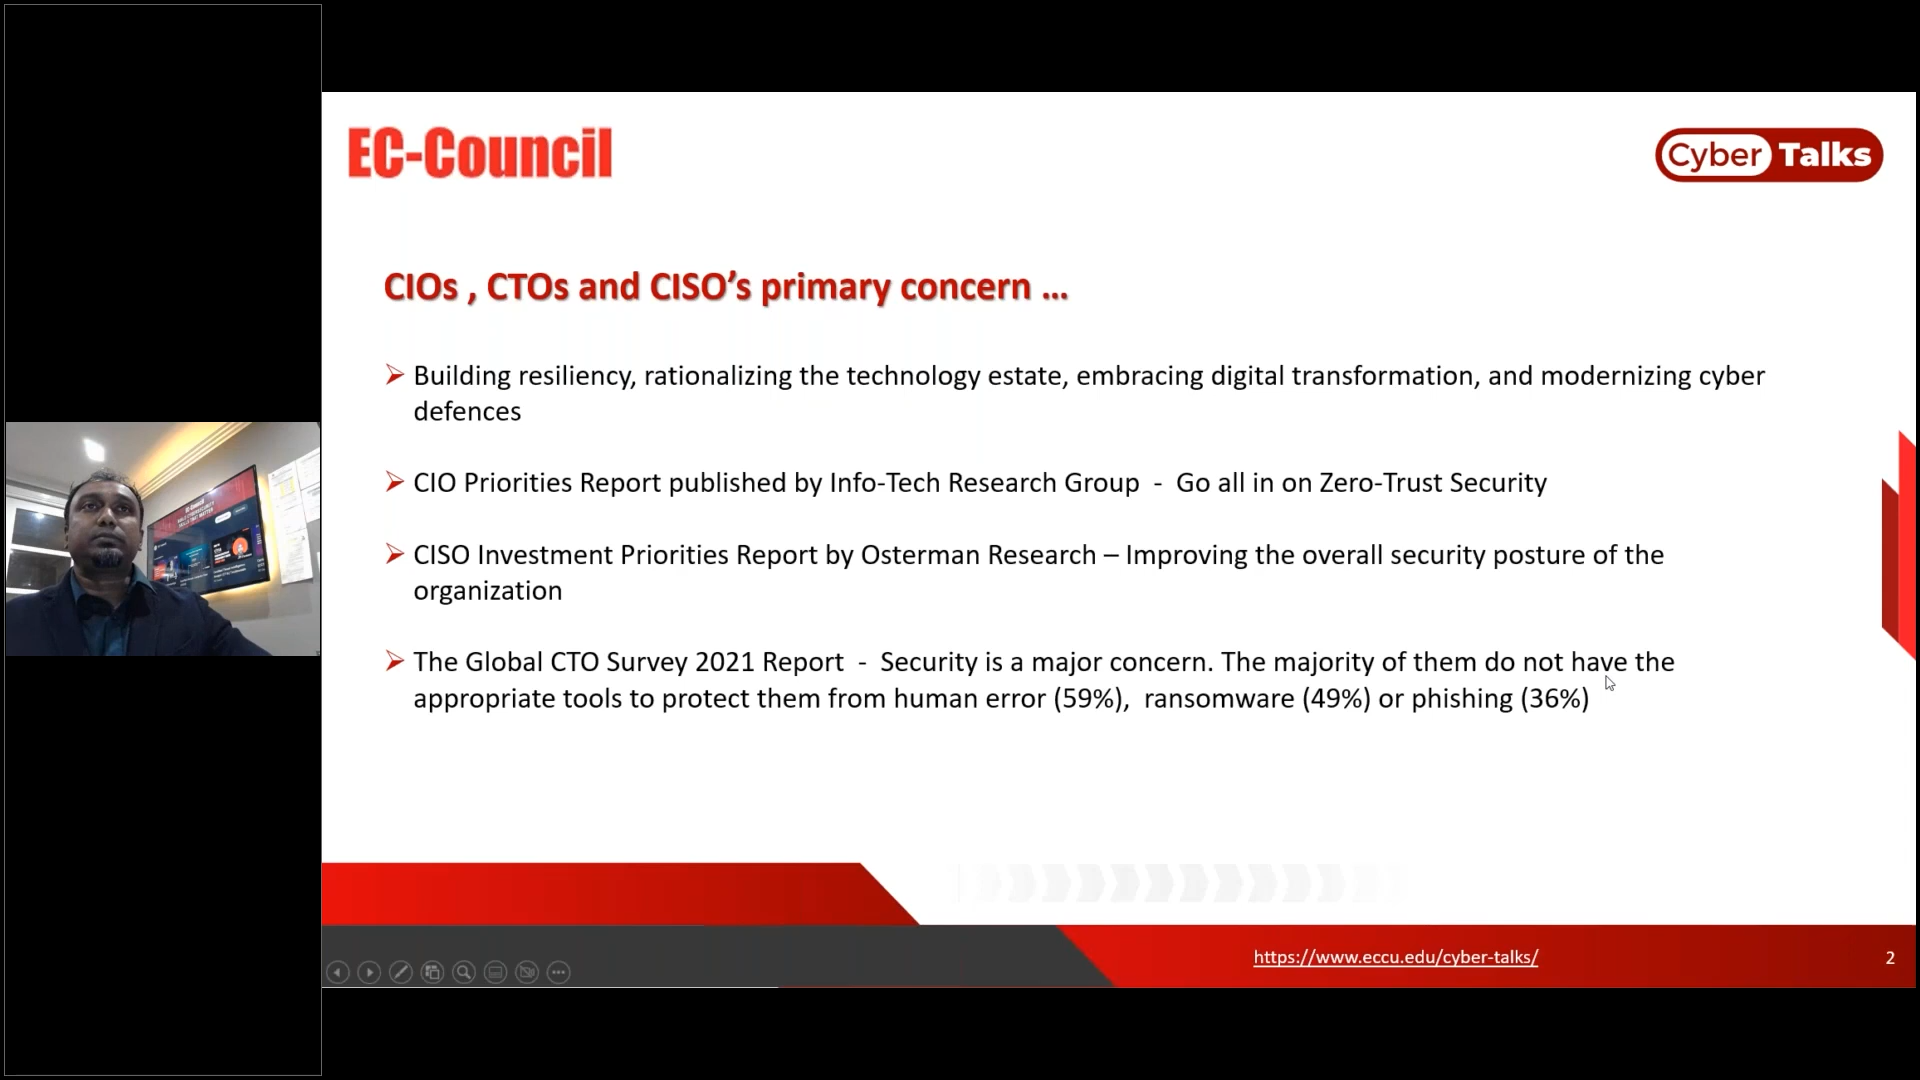 EC-Council
Cyber Talks
CIOs , CTOs and CISO’s primary concern ...
➢ Building resiliency, rationalizing the technology estate, embracing digital transformation, and modernizing cyber
defences
➢ CIO Priorities Report published by Info-Tech Research Group - Go all in on Zero-Trust Security
➢ CISO Investment Priorities Report by Osterman Research – Improving the overall security posture of the
organization
➢ The Global CTO Survey 2021 Report - Security is a major concern. The majority of them do not have the
appropriate tools to protect them from human error (59%), ransomware (49%) or phishing (36%)
https://www.eccu.edu/cyber-talks/
2